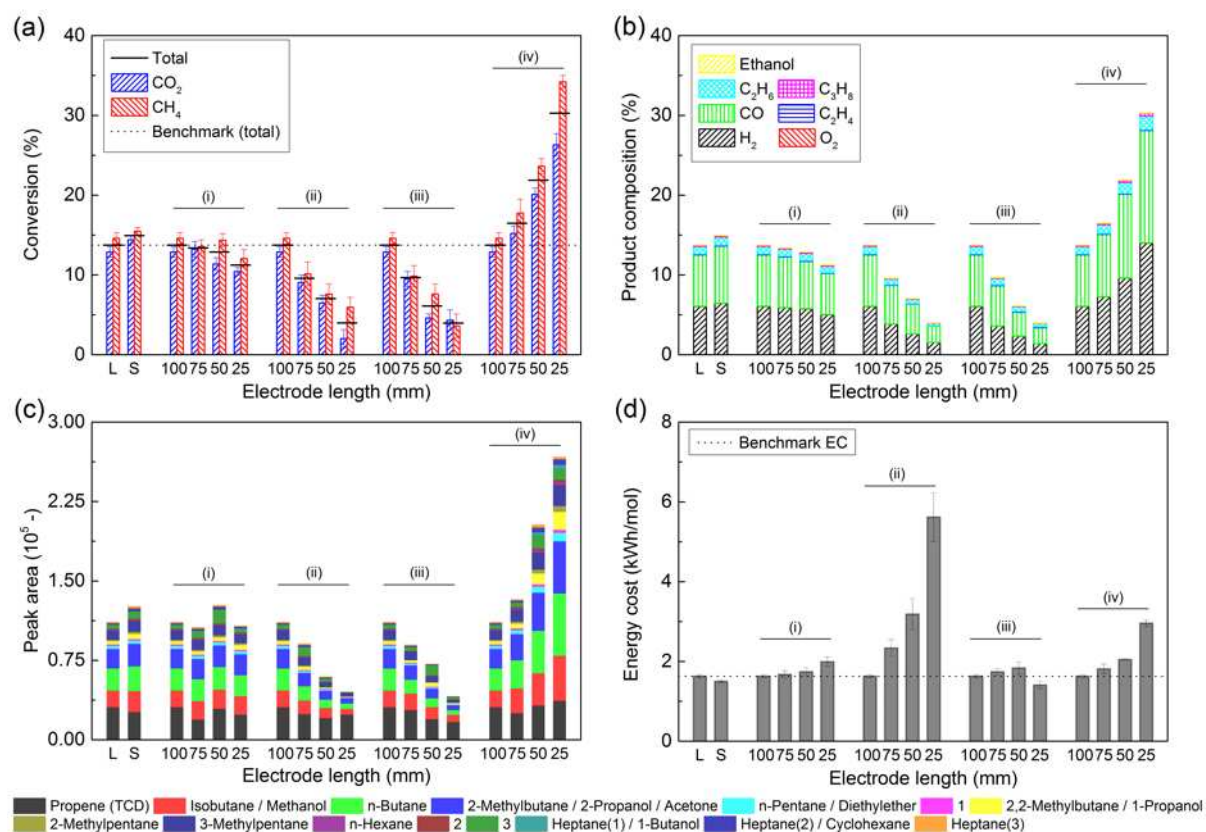 (a)
40
30
20
10
0
Conversion (%)
Total
CO2
CH4
Benchmark (total)
(i)
(ii)
(iii)
(iv)
L S 100 75 50 25 100 75 50 25 100 75 50 25 100 75 50 25
Electrode length (mm)
(b)
40
30
20
10
0
Product composition (%)
Ethanol
C2H6 C3H8
CO C2H4
H2 O2
(i)
(ii)
(iii)
(iv)
L S 100 75 50 25 100 75 50 25 100 75 50 25 100 75 50 25
Electrode length (mm)
(c)
3.00
2.25
1.50
0.75
0.00
Peak area (10^5 -)
(i)
(ii)
(iii)
(iv)
L S 100 75 50 25 100 75 50 25 100 75 50 25 100 75 50 25
Electrode length (mm)
(d)
8
6
4
2
0
Energy cost (kWh/mol)
Benchmark EC
(i)
(ii)
(iii)
(iv)
L S 100 75 50 25 100 75 50 25 100 75 50 25 100 75 50 25
Electrode length (mm)
Propene (TCD) Isobutane / Methanol n-Butane 2-Methylbutane / 2-Propanol / Acetone n-Pentane / Diethylether 1 2,2-Methylbutane / 1-Propanol
2-Methylpentane 3-Methylpentane n-Hexane 2 3 Heptane(1) / 1-Butanol Heptane(2) / Cyclohexane Heptane(3)